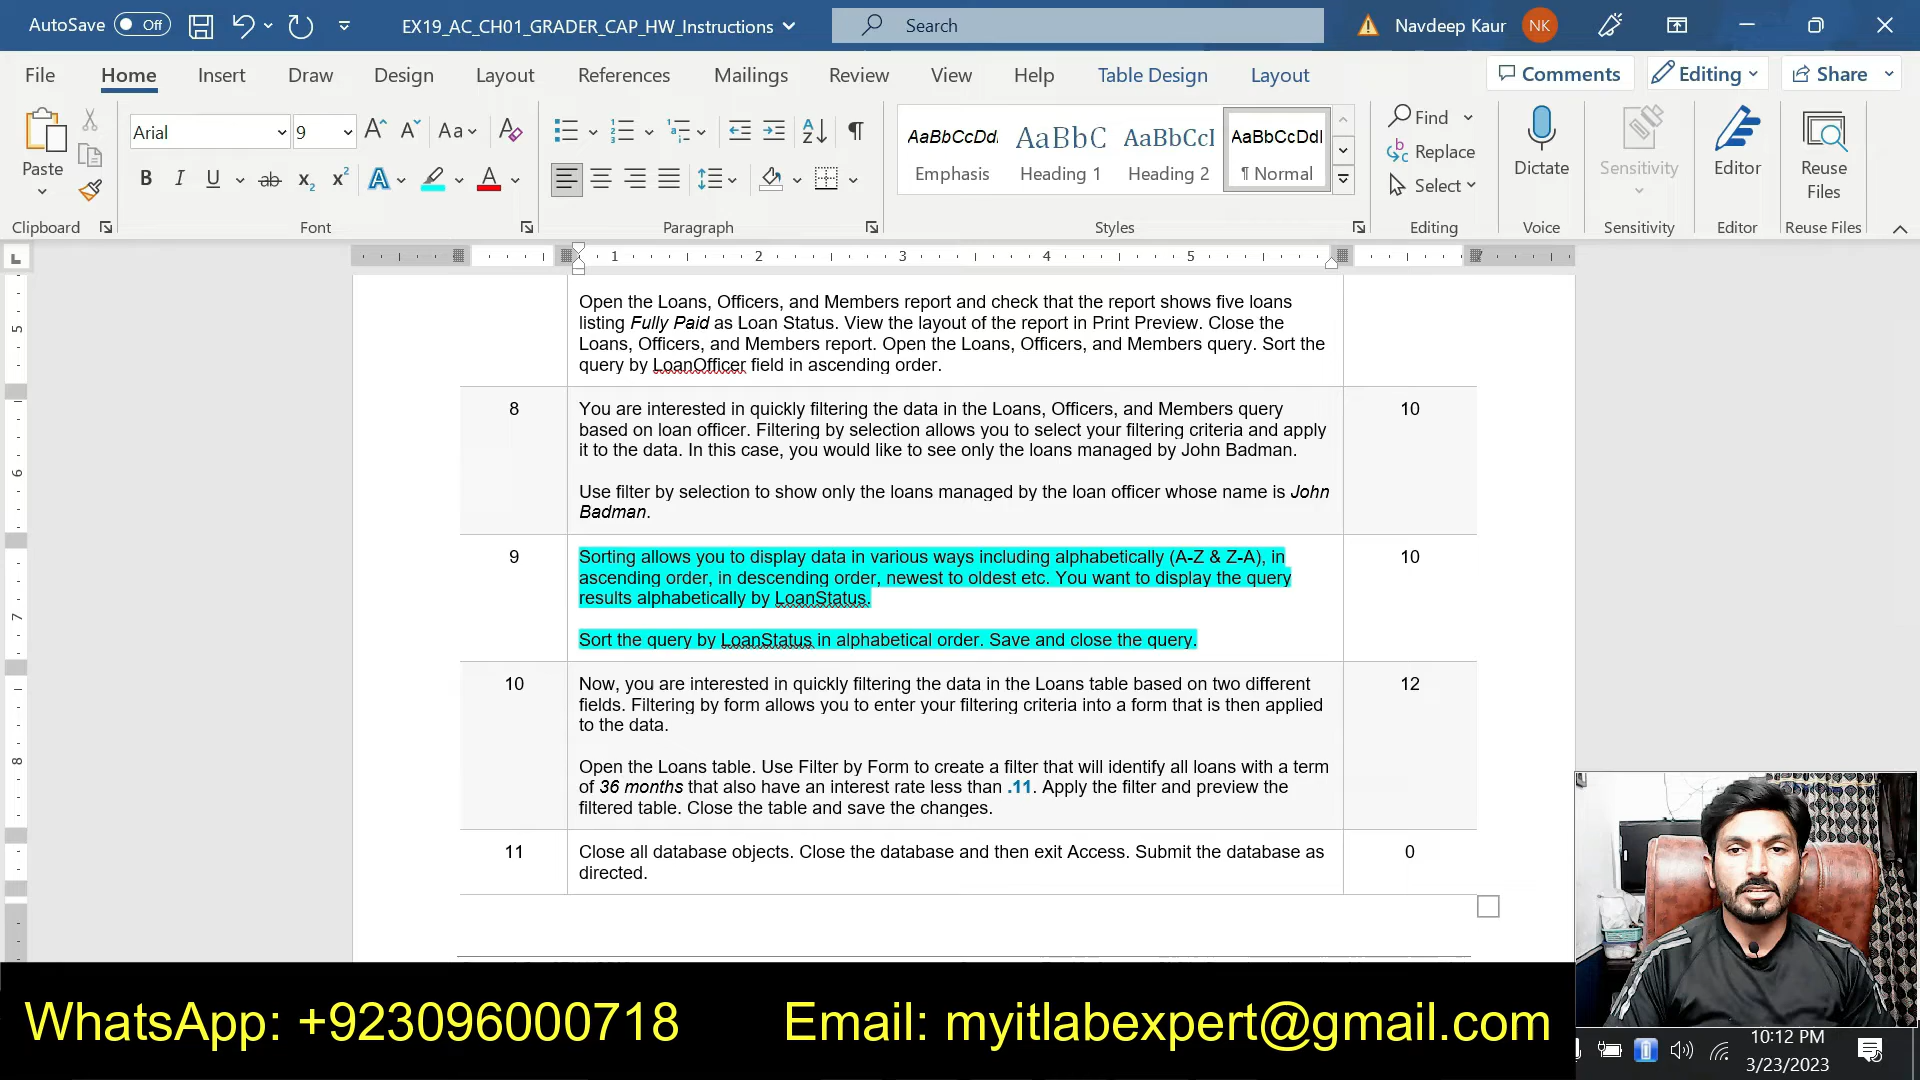 AutoSave Off
EX19_AC_CH01_GRADER_CAP_HW_Instructions
Search
Navdeep Kaur NK
File Home Insert Draw Design Layout References Mailings Review View Help Table Design Layout
Comments Editing Share
Arial 9
Aa
Paste
B I U ab x₂ x² A A
AaBbCcDdI AaBbC AaBbCcI AaBbCcDdI
Emphasis Heading 1 Heading 2 ¶ Normal
Find
Replace
Select
Dictate
Sensitivity
Editor
Reuse
Files
Clipboard Font Paragraph Styles Editing Voice Sensitivity Editor Reuse Files
1 2 3 4 5 7
5
6
7
8
Open the Loans, Officers, and Members report and check that the report shows five loans
listing Fully Paid as Loan Status. View the layout of the report in Print Preview. Close the
Loans, Officers, and Members report. Open the Loans, Officers, and Members query. Sort the
query by LoanOfficer field in ascending order.
8
You are interested in quickly filtering the data in the Loans, Officers, and Members query
based on loan officer. Filtering by selection allows you to select your filtering criteria and apply
it to the data. In this case, you would like to see only the loans managed by John Badman.
Use filter by selection to show only the loans managed by the loan officer whose name is John
Badman.
10
9
Sorting allows you to display data in various ways including alphabetically (A-Z & Z-A), in
ascending order, in descending order, newest to oldest etc. You want to display the query
results alphabetically by LoanStatus.
Sort the query by LoanStatus in alphabetical order. Save and close the query.
10
10
Now, you are interested in quickly filtering the data in the Loans table based on two different
fields. Filtering by form allows you to enter your filtering criteria into a form that is then applied
to the data.
Open the Loans table. Use Filter by Form to create a filter that will identify all loans with a term
of 36 months that also have an interest rate less than .11. Apply the filter and preview the
filtered table. Close the table and save the changes.
12
11
Close all database objects. Close the database and then exit Access. Submit the database as
directed.
0
WhatsApp: +923096000718 Email: myitlabexpert@gmail.com
10:12 PM
3/23/2023